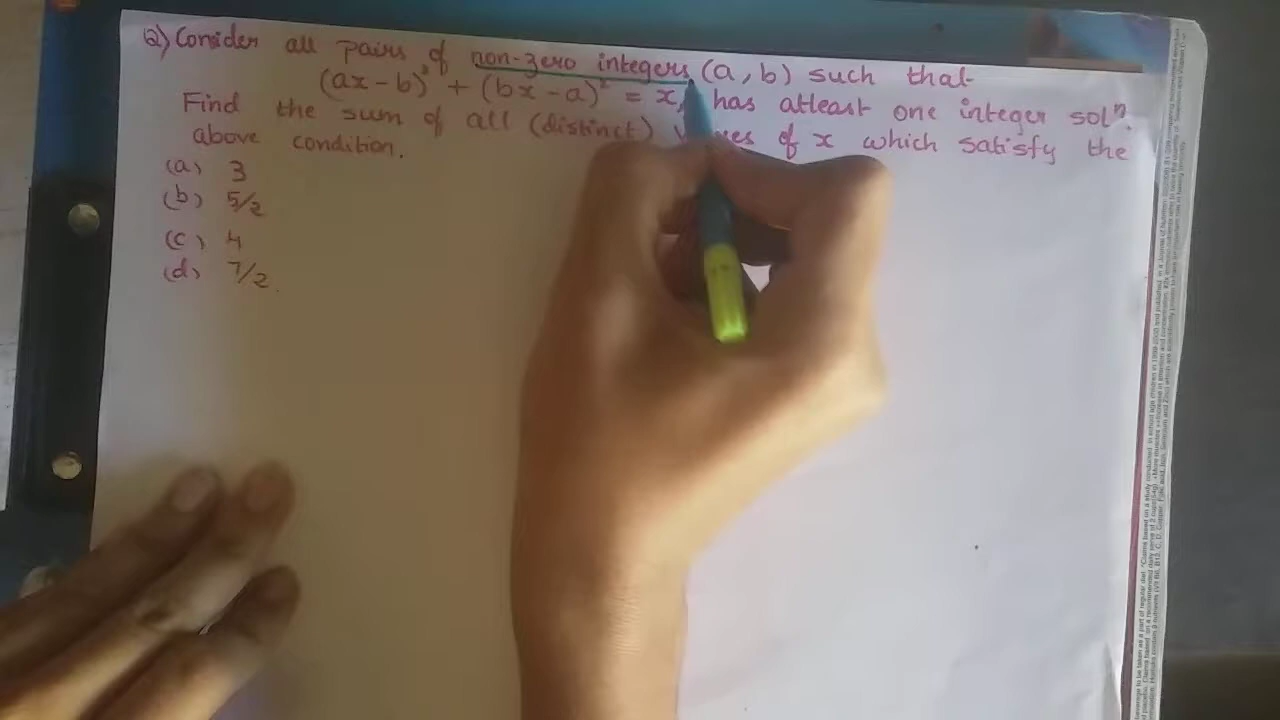 Q) Consider all pairs of non-zero integers (a, b) such that
(ax-b)² + (bx-a)² = x, has atleast one integer solⁿ.
Find the sum of all (distinct) of x which satisfy the
above condition.
(a) 3
(b) 5/2
(c) 4
(d) 7/2.